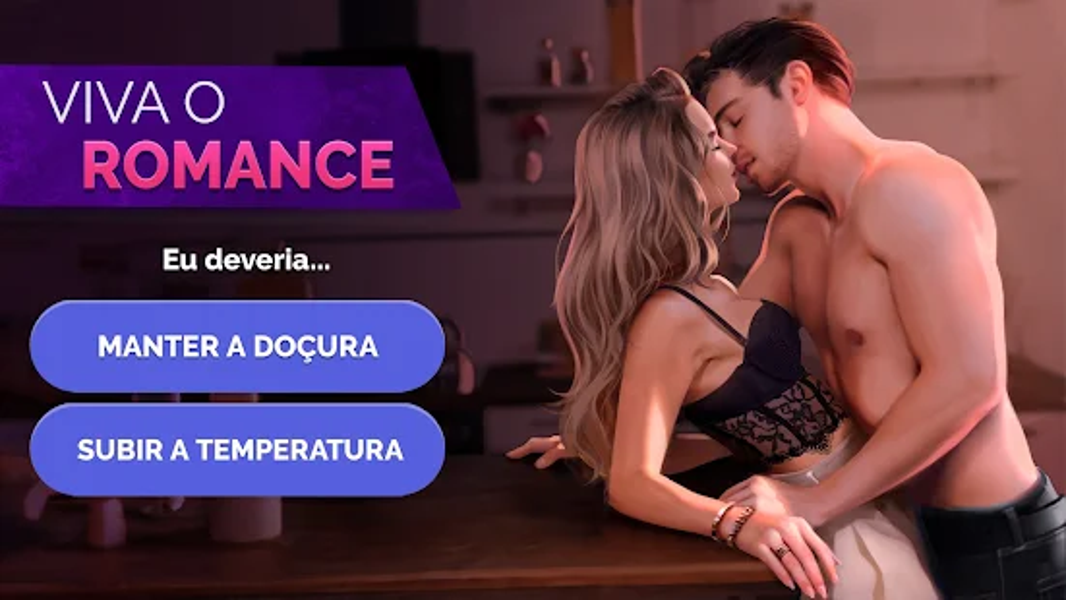 VIVA O
ROMANCE
Eu deveria...
MANTER A DOÇURA
SUBIR A TEMPERATURA